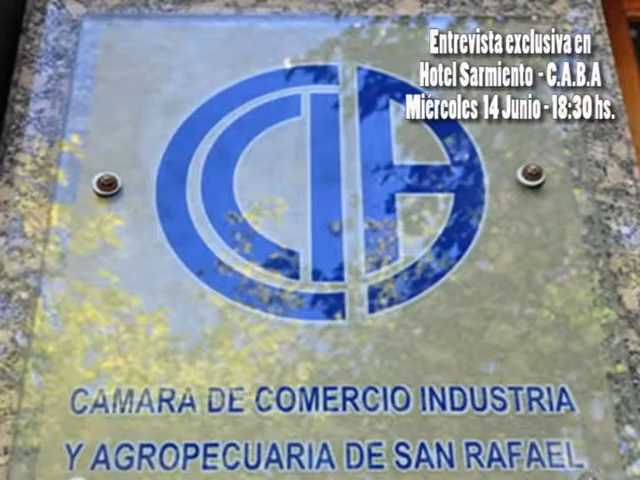 Entrevista exclusiva en
Hotel Sarmiento - C.A.B.A
Miércoles 14 Junio - 18:30 hs.
CIA
CAMARA DE COMERCIO INDUSTRIA
Y AGROPECUARIA DE SAN RAFAEL